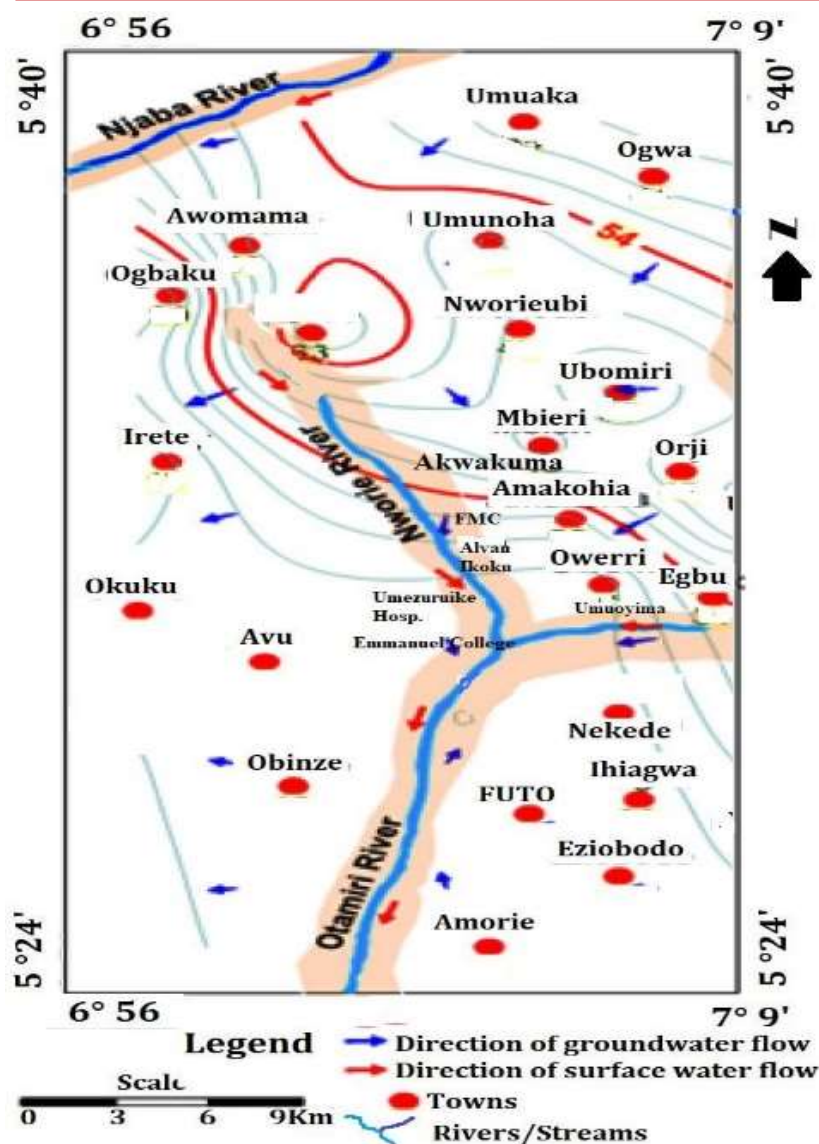 6° 56
7° 9'
5 °40'
5 °40'
Njaba River
Umuaka
Ogwa
Awomama
Umunoha
54
Z
Ogbaku
Nworieubi
Ubomiri
Mbieri
Irete
Nworie River
Akwakuma
Orji
Amakohia
FMC
Alvan
Ikoku
Owerri
Egbu
Okuku
Umezuruike
Hosp.
Umuoyima
Avu
Emmanuel College
Nekede
Obinze
Ihiagwa
FUTO
Eziobodo
Otamiri River
Amorie
5 °24'
5 °24'
6° 56
7° 9'
Legend
Direction of groundwater flow
Direction of surface water flow
Scale
Towns
0 3 6 9Km
Rivers/Streams